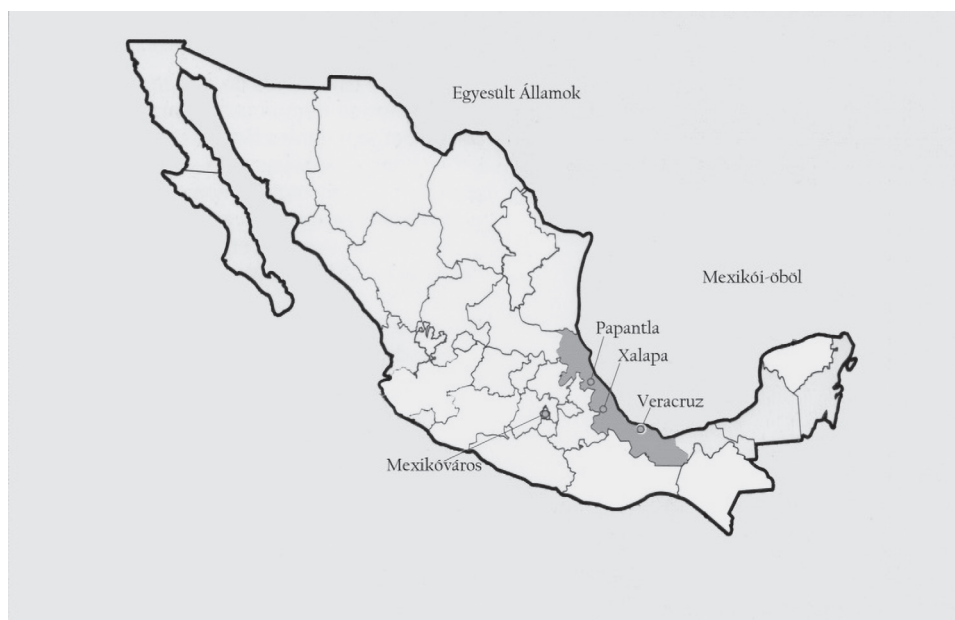 Egyesült Államok
Mexikói-öböl
Papantla
Xalapa
Veracruz
Mexikóváros